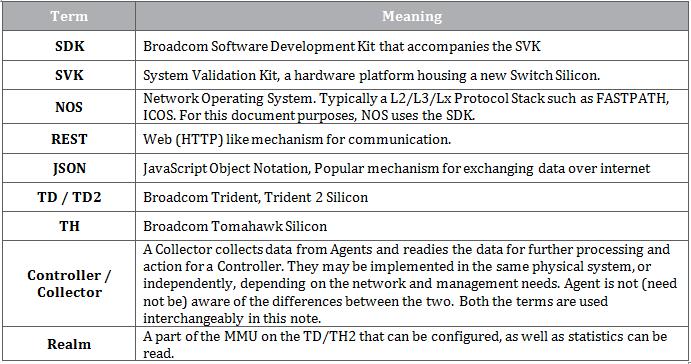 Term Meaning
SDK Broadcom Software Development Kit that accompanies the SVK
SVK System Validation Kit, a hardware platform housing a new Switch Silicon.
NOS Network Operating System. Typically a L2/L3/Lx Protocol Stack such as FASTPATH,
ICOS. For this document purposes, NOS uses the SDK.
REST Web (HTTP) like mechanism for communication.
JSON JavaScript Object Notation, Popular mechanism for exchanging data over internet
TD / TD2 Broadcom Trident, Trident 2 Silicon
TH Broadcom Tomahawk Silicon
Controller / Collector
A Collector collects data from Agents and readies the data for further processing and
action for a Controller. They may be implemented in the same physical system, or
independently, depending on the network and management needs. Agent is not (need
not be) aware of the differences between the two. Both the terms are used
interchangeably in this note.
Realm A part of the MMU on the TD/TH2 that can be configured, as well as statistics can be
read.